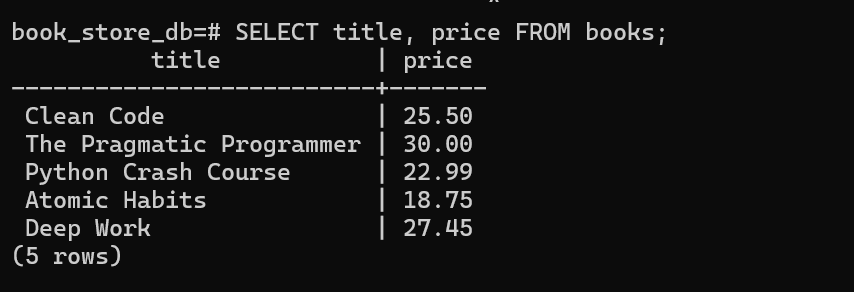 book_store_db=# SELECT title, price FROM books;
          title           | price
--------------------------+-------
 Clean Code               | 25.50
 The Pragmatic Programmer | 30.00
 Python Crash Course      | 22.99
 Atomic Habits            | 18.75
 Deep Work                | 27.45
(5 rows)